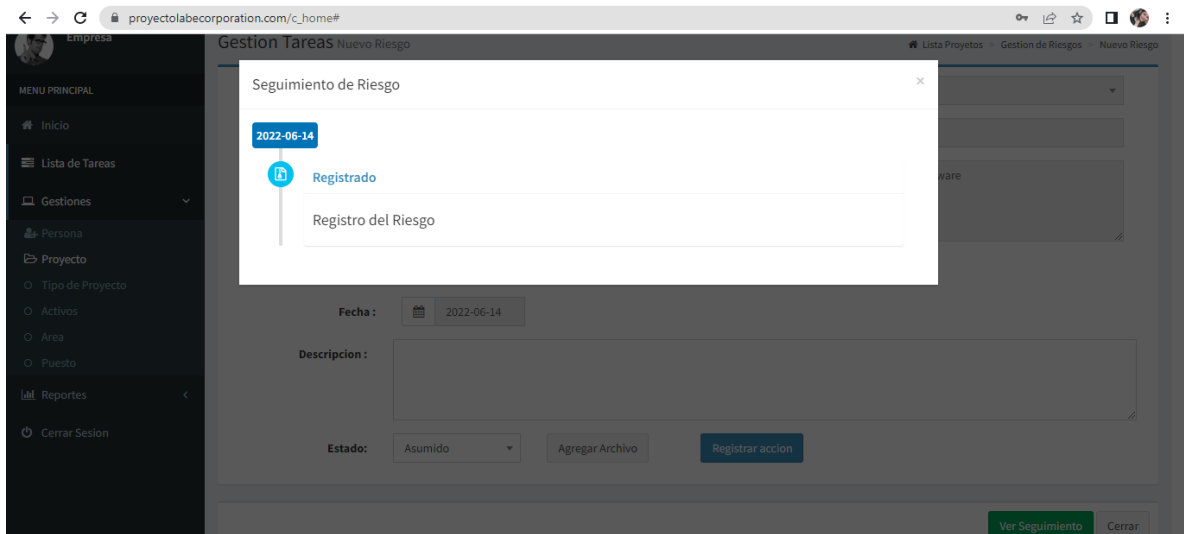 proyectolabecorporation.com/c_home#
Empresa
Gestion Tareas Nuevo Riesgo
Lista Proyetos > Gestion de Riesgos > Nuevo Riesgo
MENU PRINCIPAL
Inicio
Lista de Tareas
Gestiones
Persona
Proyecto
Tipo de Proyecto
Activos
Area
Puesto
Reportes
Cerrar Sesion
Seguimiento de Riesgo
×
2022-06-14
Registrado
Registro del Riesgo
ware
Fecha :
2022-06-14
Descripcion :
Estado:
Asumido
Agregar Archivo
Registrar accion
Ver Seguimiento
Cerrar